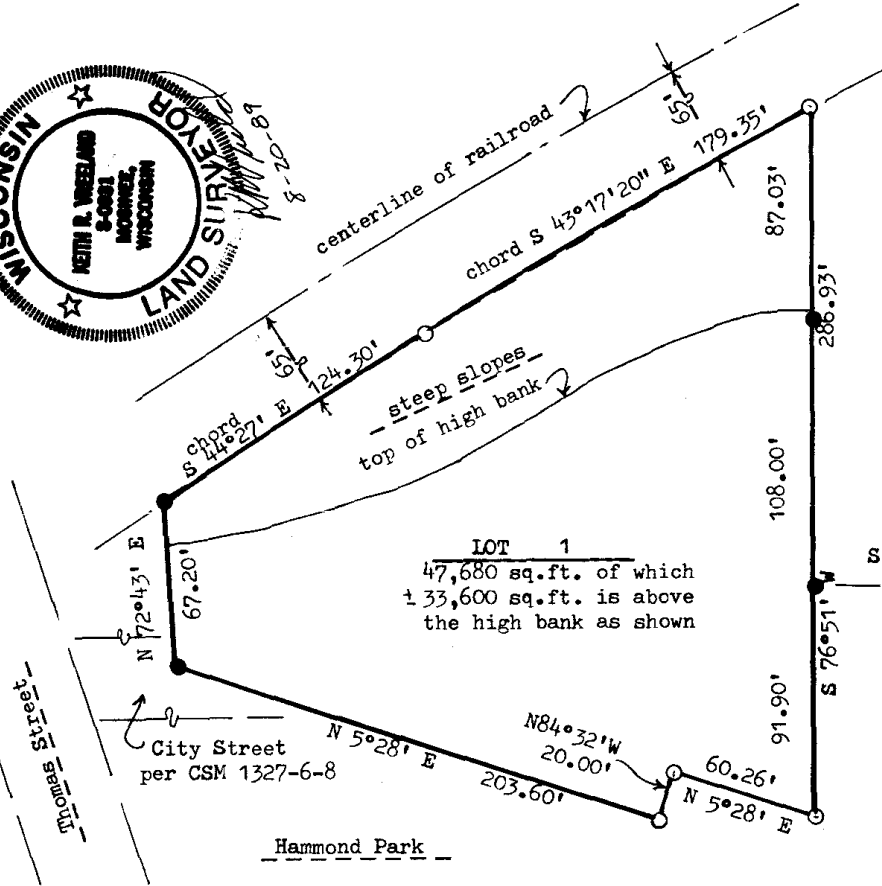 WISCONSIN
LAND SURVEYOR
KEITH R. VREELAND
S-0881
MOSINEE,
WISCONSIN
8-20-89
centerline of railroad
65'
chord S 43°17'20" E 179.35'
87.03'
286.93'
65'
chord
S 44°27' E 124.30'
steep slopes
top of high bank
108.00'
N 72°43' E
67.20'
LOT 1
47,680 sq.ft. of which
± 33,600 sq.ft. is above
the high bank as shown
S
S 76°51' W
91.90'
Thomas Street
City Street
per CSM 1327-6-8
N 5°28' E
203.60'
N84°32'W
20.00'
60.26'
N 5°28' E
Hammond Park